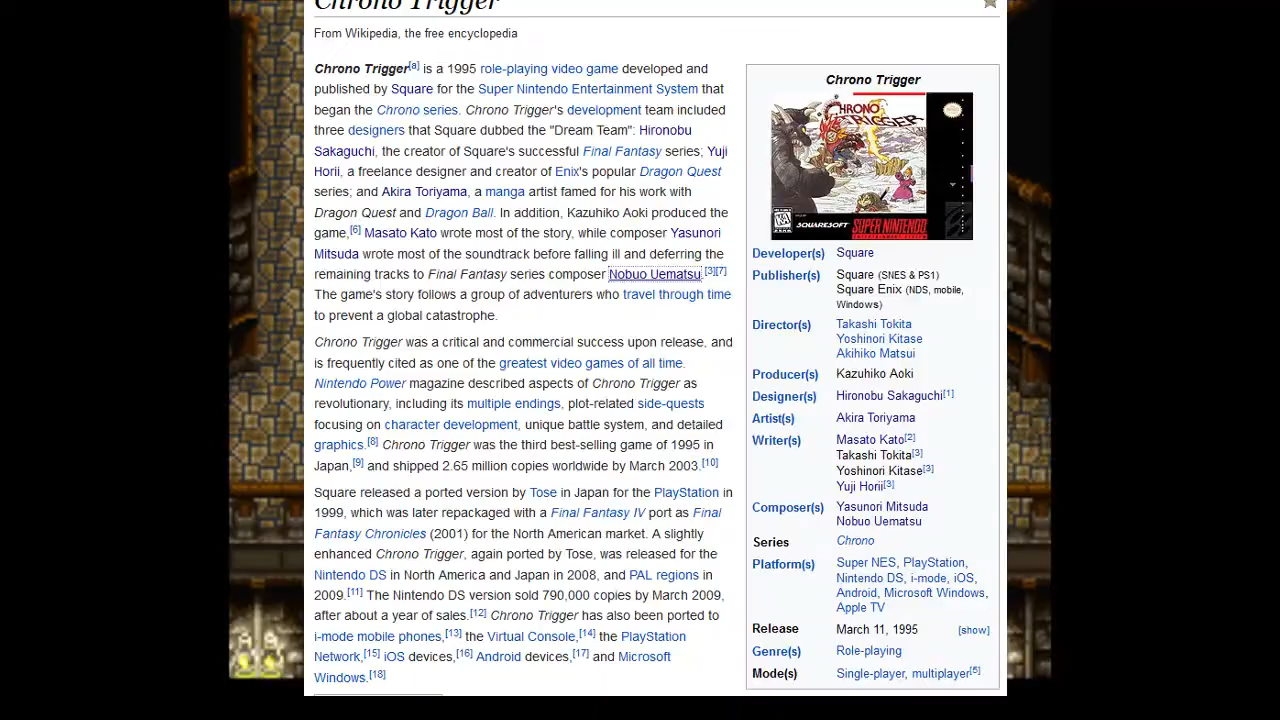 Chrono Trigger
From Wikipedia, the free encyclopedia
Chrono Trigger[a] is a 1995 role-playing video game developed and
published by Square for the Super Nintendo Entertainment System that
began the Chrono series. Chrono Trigger's development team included
three designers that Square dubbed the "Dream Team": Hironobu
Sakaguchi, the creator of Square's successful Final Fantasy series; Yuji
Horii, a freelance designer and creator of Enix's popular Dragon Quest
series; and Akira Toriyama, a manga artist famed for his work with
Dragon Quest and Dragon Ball. In addition, Kazuhiko Aoki produced the
game,[6] Masato Kato wrote most of the story, while composer Yasunori
Mitsuda wrote most of the soundtrack before falling ill and deferring the
remaining tracks to Final Fantasy series composer Nobuo Uematsu.[3][7]
The game's story follows a group of adventurers who travel through time
to prevent a global catastrophe.
Chrono Trigger was a critical and commercial success upon release, and
is frequently cited as one of the greatest video games of all time.
Nintendo Power magazine described aspects of Chrono Trigger as
revolutionary, including its multiple endings, plot-related side-quests
focusing on character development, unique battle system, and detailed
graphics.[8] Chrono Trigger was the third best-selling game of 1995 in
Japan,[9] and shipped 2.65 million copies worldwide by March 2003.[10]
Square released a ported version by Tose in Japan for the PlayStation in
1999, which was later repackaged with a Final Fantasy IV port as Final
Fantasy Chronicles (2001) for the North American market. A slightly
enhanced Chrono Trigger, again ported by Tose, was released for the
Nintendo DS in North America and Japan in 2008, and PAL regions in
2009.[11] The Nintendo DS version sold 790,000 copies by March 2009,
after about a year of sales.[12] Chrono Trigger has also been ported to
i-mode mobile phones,[13] the Virtual Console,[14] the PlayStation
Network,[15] iOS devices,[16] Android devices,[17] and Microsoft
Windows.[18]
Chrono Trigger
CHRONO
TRIGGER
SQUARESOFT SUPER NINTENDO
Developer(s) Square
Publisher(s) Square (SNES & PS1)
Square Enix (NDS, mobile,
Windows)
Director(s) Takashi Tokita
Yoshinori Kitase
Akihiko Matsui
Producer(s) Kazuhiko Aoki
Designer(s) Hironobu Sakaguchi[1]
Artist(s) Akira Toriyama
Writer(s) Masato Kato[2]
Takashi Tokita[3]
Yoshinori Kitase[3]
Yuji Horii[3]
Composer(s) Yasunori Mitsuda
Nobuo Uematsu
Series Chrono
Platform(s) Super NES, PlayStation,
Nintendo DS, i-mode, iOS,
Android, Microsoft Windows,
Apple TV
Release March 11, 1995 [show]
Genre(s) Role-playing
Mode(s) Single-player, multiplayer[5]